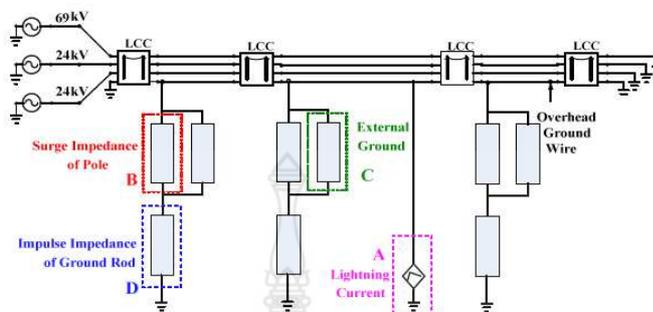 69kV
24kV
24kV
LCC
LCC
LCC
LCC
Surge Impedance
of Pole
B
External
Ground
C
Overhead
Ground
Wire
Impulse Impedance
of Ground Rod
D
A
Lightning
Current